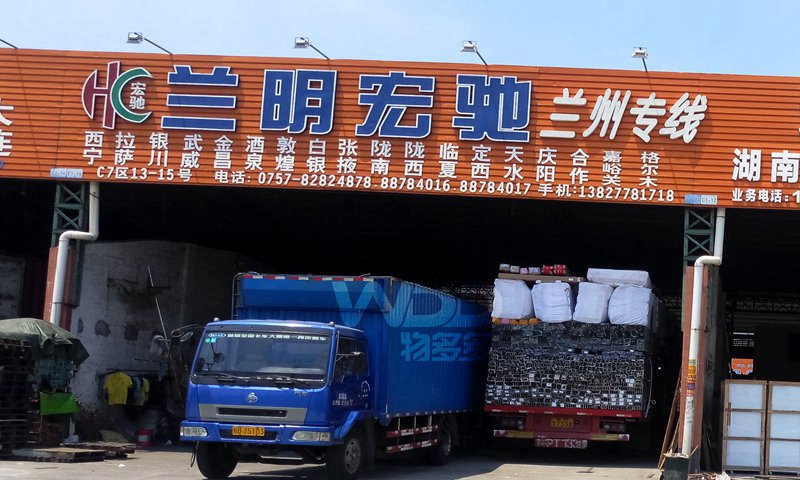 HC
宏驰
兰明宏驰
兰州专线
西宁 拉萨 银川 武威 金昌 酒泉 敦煌 白银 张掖 陇南 陇西 临夏 定西 天水 庆阳 合作 嘉峪关 格尔木
C7区13-15号 电话:0757-82824878.88784016.88784017 手机:13827781718
湖南
业务电话:1
物多多